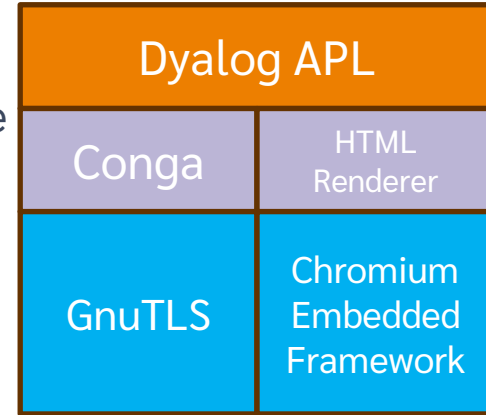 Dyalog APL
e
Conga
HTML
Renderer
GnuTLS
Chromium
Embedded
Framework